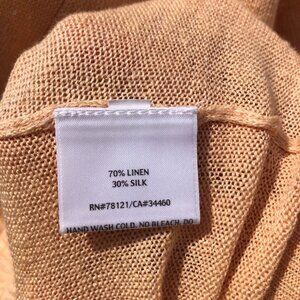 70% LINEN
30% SILK
RN#78121/CA#34460
HAND WASH COLD. NO BLEACH. DO